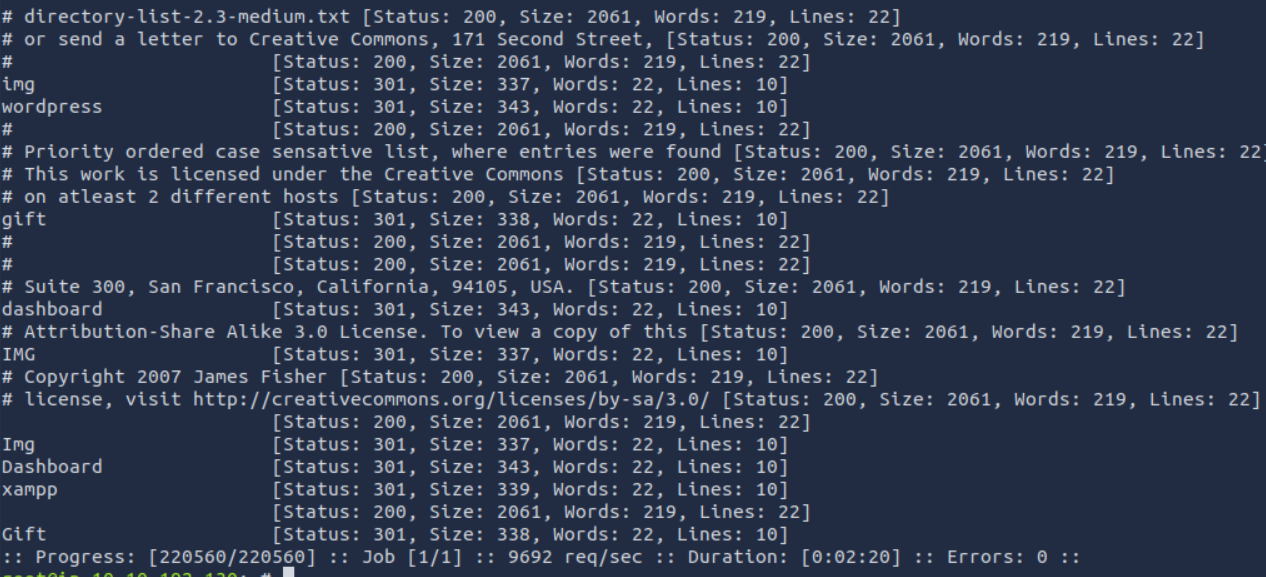 # directory-list-2.3-medium.txt [Status: 200, Size: 2061, Words: 219, Lines: 22]
# or send a letter to Creative Commons, 171 Second Street, [Status: 200, Size: 2061, Words: 219, Lines: 22]
# [Status: 200, Size: 2061, Words: 219, Lines: 22]
img [Status: 301, Size: 337, Words: 22, Lines: 10]
wordpress [Status: 301, Size: 343, Words: 22, Lines: 10]
# [Status: 200, Size: 2061, Words: 219, Lines: 22]
# Priority ordered case sensative list, where entries were found [Status: 200, Size: 2061, Words: 219, Lines: 22]
# This work is licensed under the Creative Commons [Status: 200, Size: 2061, Words: 219, Lines: 22]
# on atleast 2 different hosts [Status: 200, Size: 2061, Words: 219, Lines: 22]
gift [Status: 301, Size: 338, Words: 22, Lines: 10]
# [Status: 200, Size: 2061, Words: 219, Lines: 22]
# [Status: 200, Size: 2061, Words: 219, Lines: 22]
# Suite 300, San Francisco, California, 94105, USA. [Status: 200, Size: 2061, Words: 219, Lines: 22]
dashboard [Status: 301, Size: 343, Words: 22, Lines: 10]
# Attribution-Share Alike 3.0 License. To view a copy of this [Status: 200, Size: 2061, Words: 219, Lines: 22]
IMG [Status: 301, Size: 337, Words: 22, Lines: 10]
# Copyright 2007 James Fisher [Status: 200, Size: 2061, Words: 219, Lines: 22]
# license, visit http://creativecommons.org/licenses/by-sa/3.0/ [Status: 200, Size: 2061, Words: 219, Lines: 22]
[Status: 200, Size: 2061, Words: 219, Lines: 22]
Img [Status: 301, Size: 337, Words: 22, Lines: 10]
Dashboard [Status: 301, Size: 343, Words: 22, Lines: 10]
xampp [Status: 301, Size: 339, Words: 22, Lines: 10]
[Status: 200, Size: 2061, Words: 219, Lines: 22]
Gift [Status: 301, Size: 338, Words: 22, Lines: 10]
:: Progress: [220560/220560] :: Job [1/1] :: 9692 req/sec :: Duration: [0:02:20] :: Errors: 0 ::